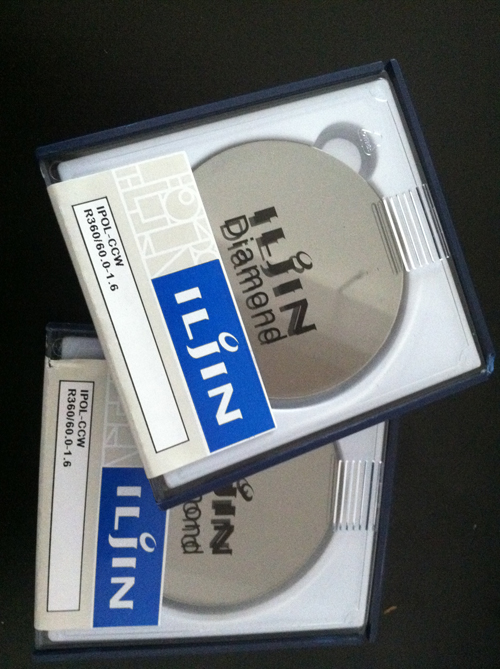 ILJIN
Diamond
IPOL-CCW
R360/60.0-1.6
ILJIN
IPOL-CCW
R360/60.0-1.6
ILJIN